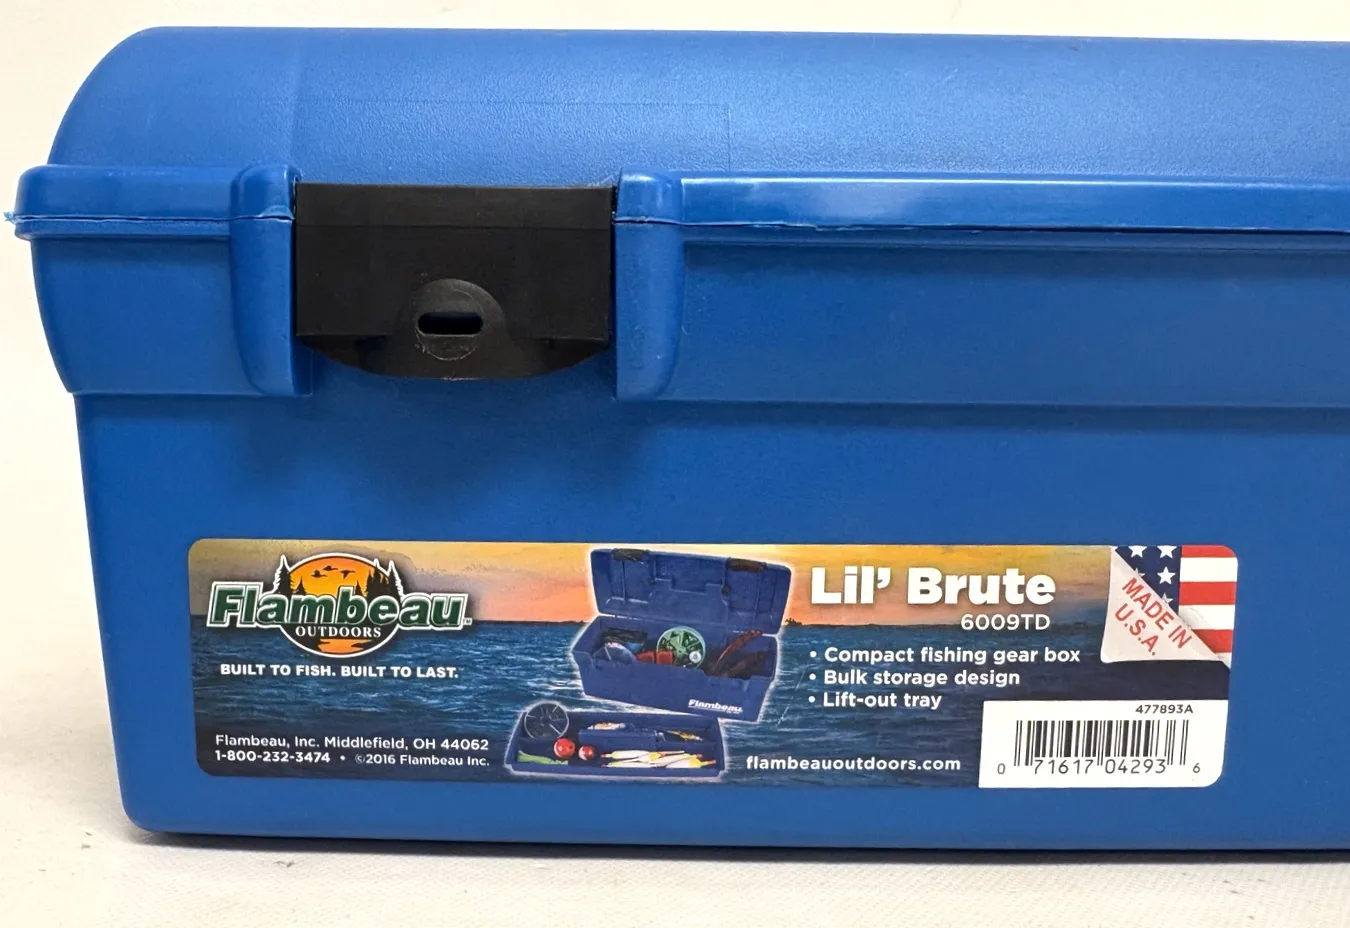 Flambeau™
OUTDOORS
BUILT TO FISH. BUILT TO LAST.
Flambeau, Inc. Middlefield, OH 44062
1-800-232-3474 • ©2016 Flambeau Inc.
Flambeau
Lil' Brute
6009TD
• Compact fishing gear box
• Bulk storage design
• Lift-out tray
flambeauoutdoors.com
MADE IN
U.S.A.
477893A
0 71617 04293 6